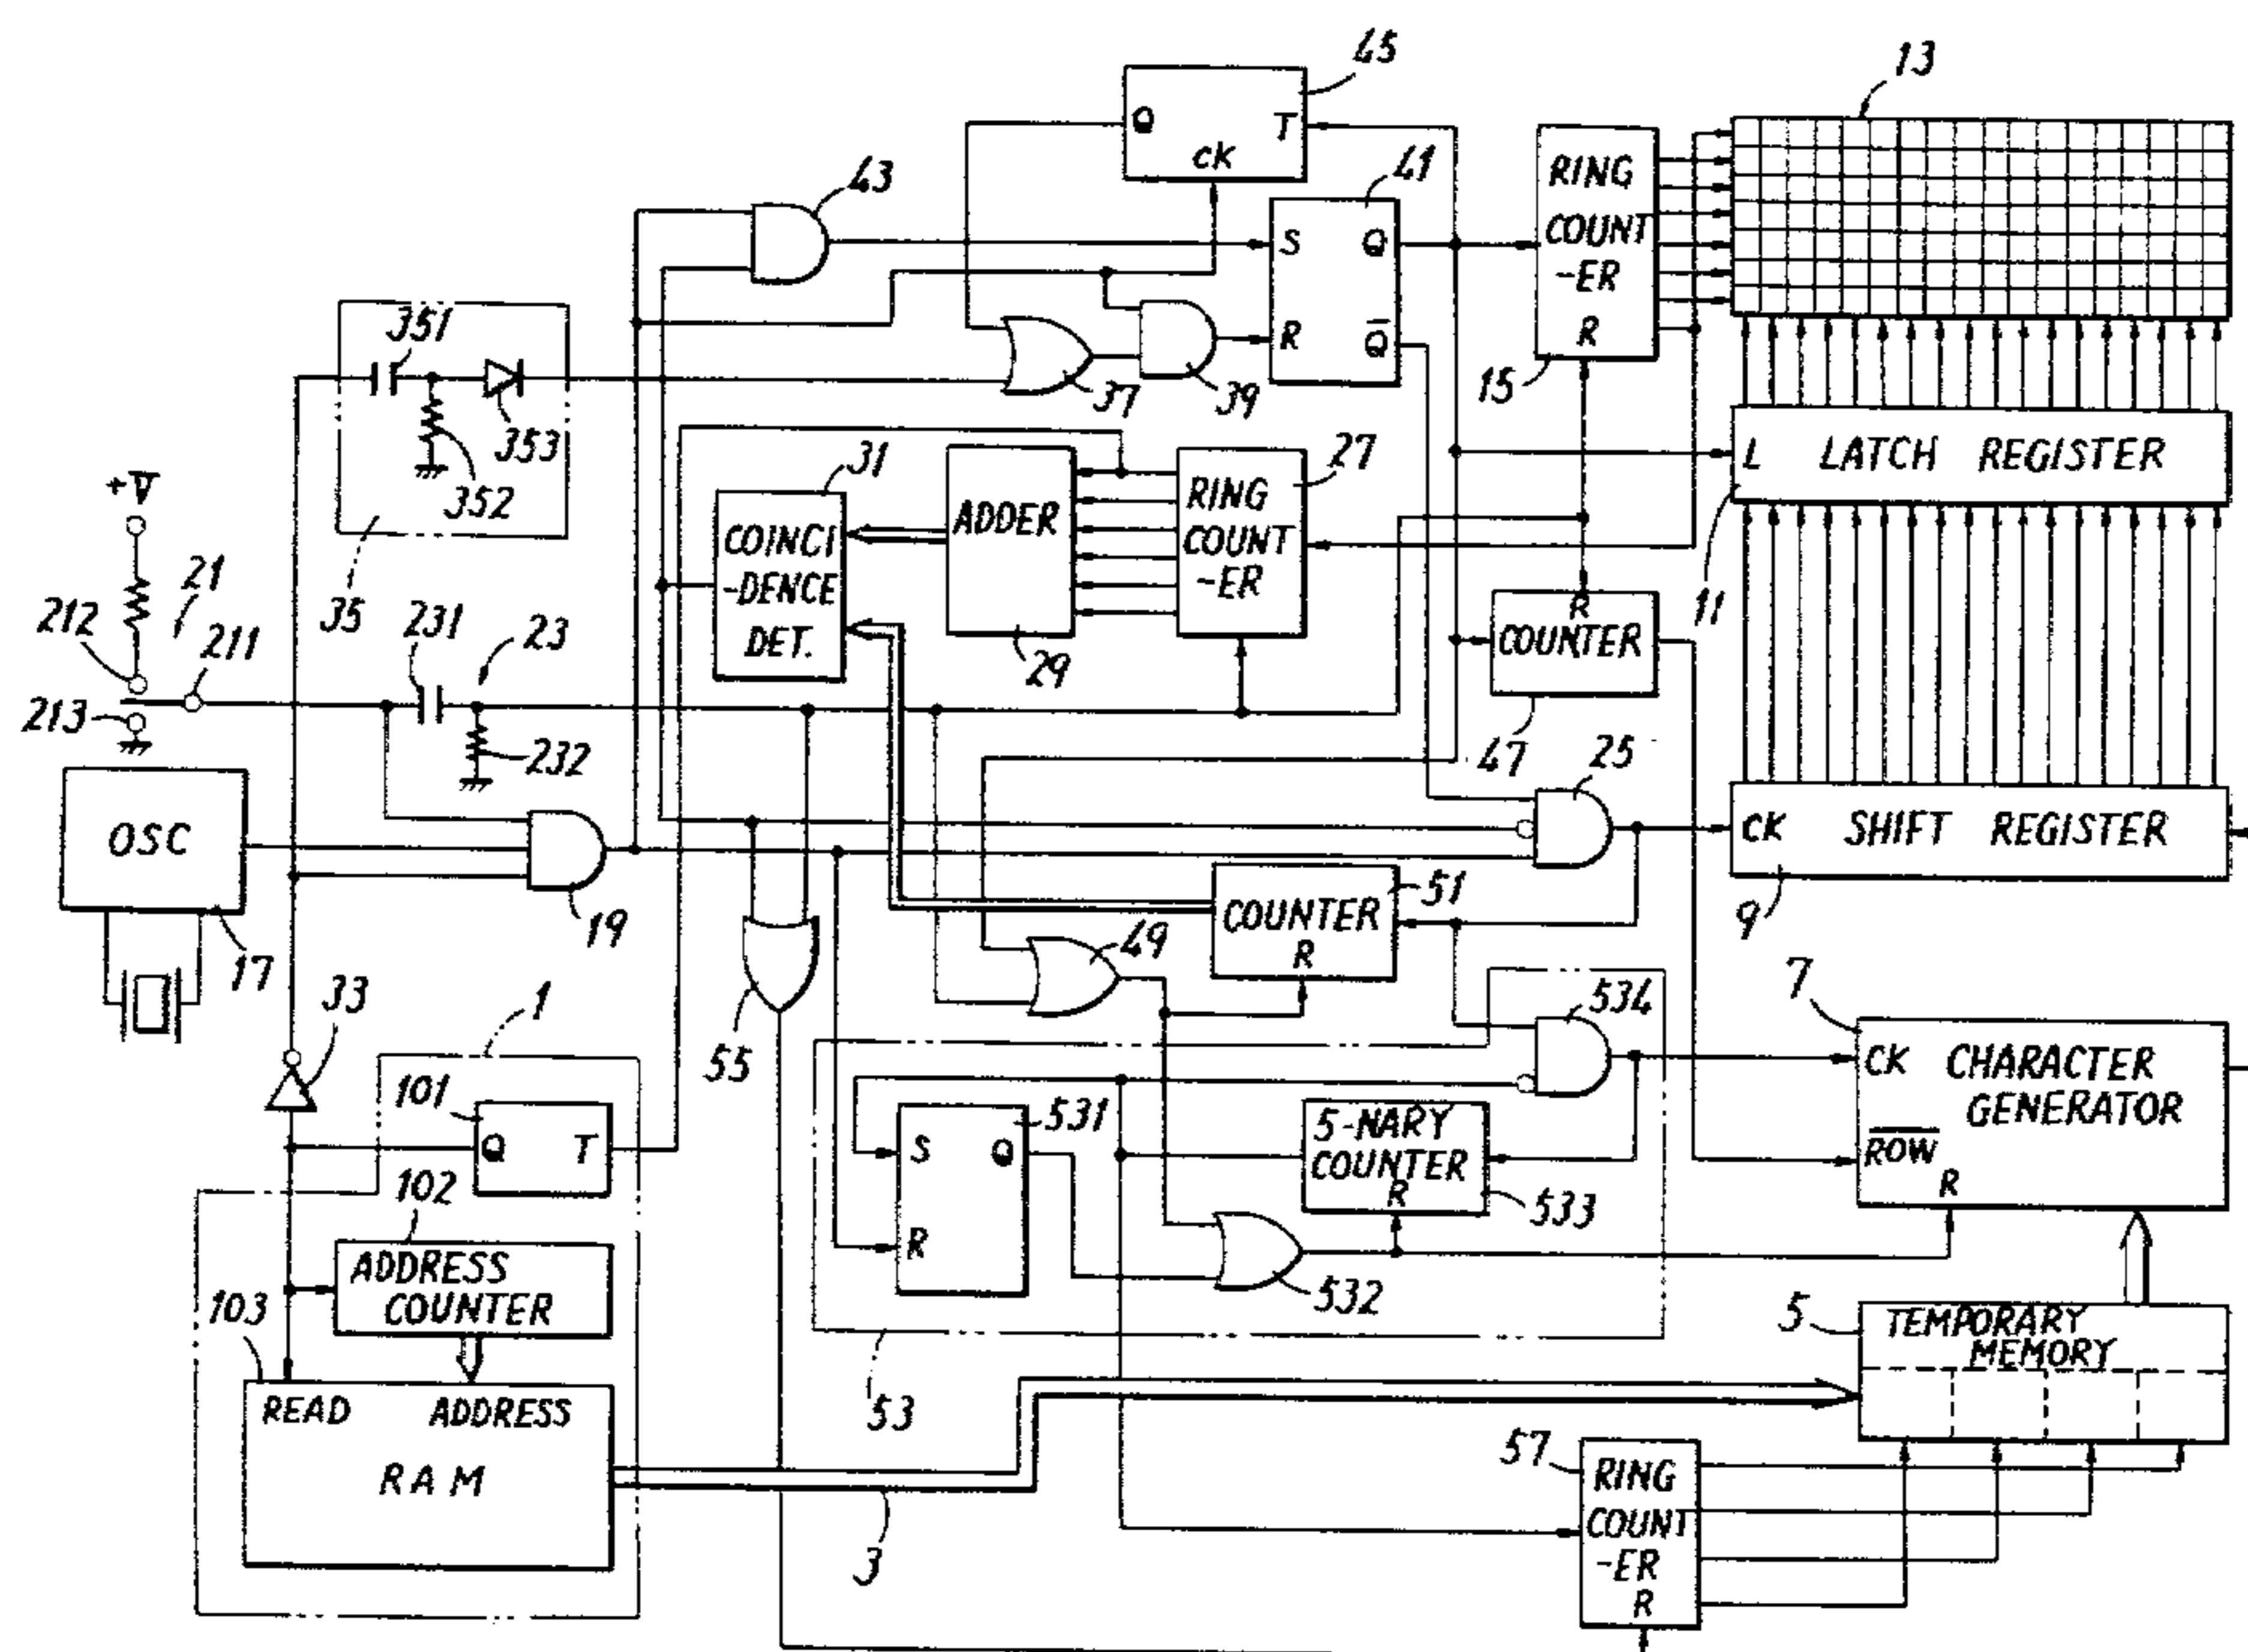 45
13
Q T
CK
43
41
S Q
R Q̅
RING
COUNT
-ER
R
15
351
353
352
35
37
39
31
27
COINCI
-DENCE
DET.
ADDER
29
RING
COUNT
-ER
L LATCH REGISTER
11
+V
21
212
211
213
231
23
232
R
COUNTER
47
25
OSC
17
19
CK SHIFT REGISTER
9
COUNTER
R
51
49
55
33
1
101
Q T
102
ADDRESS
COUNTER
103
READ ADDRESS
RAM
3
534
531
S Q
R
5-NARY
COUNTER
R
533
532
53
7
CK CHARACTER
GENERATOR
R̅O̅W̅
R
5
TEMPORARY
MEMORY
57
RING
COUNT
-ER
R